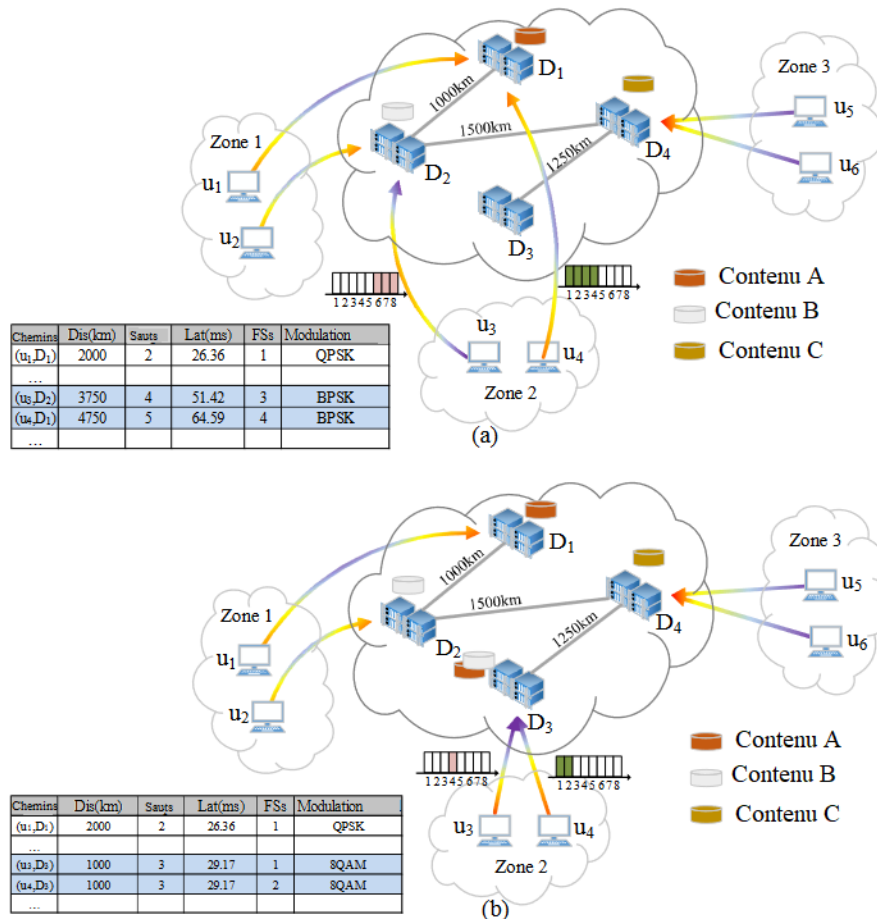 D1
Zone 3
1000km
Zone 1
1500km
u5
D4
D2
1250km
u1
u6
u2
D3
Contenu A
1 2 3 4 5 6 7 8
1 2 3 4 5 6 7 8
Contenu B
u3
Chemins Dis(km) Sauts Lat(ms) FSs Modulation
(u1,D1) 2000 2 26.36 1 QPSK
u4
Contenu C
...
(u3,D2) 3750 4 51.42 3 BPSK
Zone 2
(u4,D1) 4750 5 64.59 4 BPSK
...
(a)
D1
Zone 3
1000km
Zone 1
1500km
u5
D4
D2
1250km
u1
u6
u2
D3
Contenu A
1 2 3 4 5 6 7 8
1 2 3 4 5 6 7 8
Contenu B
Chemins Dis(km) Sauts Lat(ms) FSs Modulation
u3
u4
Contenu C
(u1,D1) 2000 2 26.36 1 QPSK
...
Zone 2
(u3,D3) 1000 3 29.17 1 8QAM
(u4,D3) 1000 3 29.17 2 8QAM
...
(b)